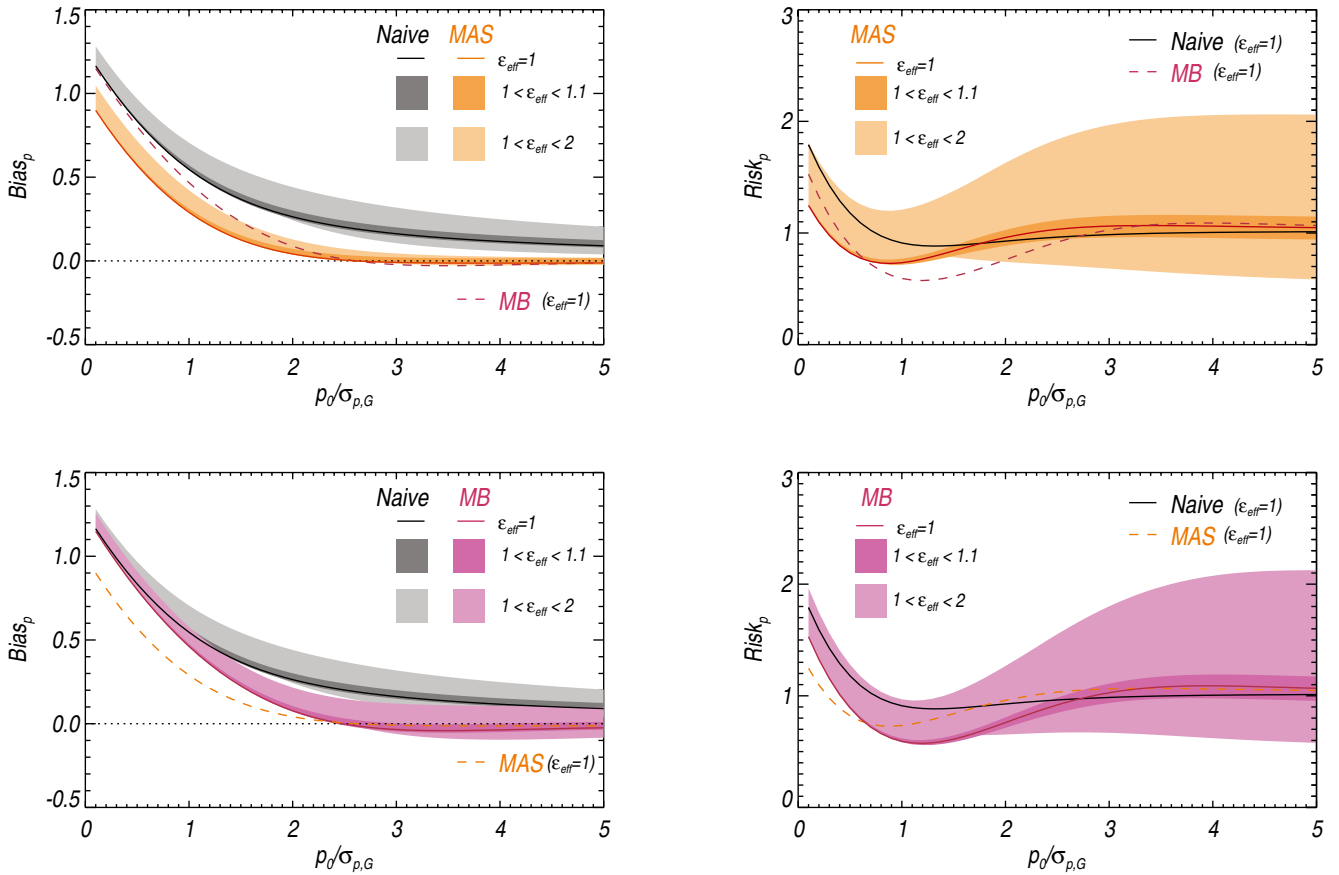 1.5
1.0
0.5
0.0
-0.5
Bias_p
Naive MAS
ε_eff=1
1 < ε_eff < 1.1
1 < ε_eff < 2
MB (ε_eff=1)
0 1 2 3 4 5
p_0/σ_p,G
3
2
1
0
Risk_p
MAS
ε_eff=1
1 < ε_eff < 1.1
1 < ε_eff < 2
Naive (ε_eff=1)
MB (ε_eff=1)
0 1 2 3 4 5
p_0/σ_p,G
1.5
1.0
0.5
0.0
-0.5
Bias_p
Naive MB
ε_eff=1
1 < ε_eff < 1.1
1 < ε_eff < 2
MAS (ε_eff=1)
0 1 2 3 4 5
p_0/σ_p,G
3
2
1
0
Risk_p
MB
ε_eff=1
1 < ε_eff < 1.1
1 < ε_eff < 2
Naive (ε_eff=1)
MAS (ε_eff=1)
0 1 2 3 4 5
p_0/σ_p,G